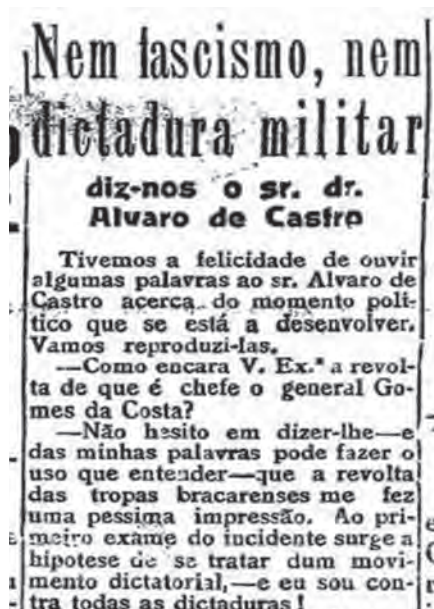 Nem fascismo, nem
dictadura militar
diz-nos o sr. dr.
Alvaro de Castro
Tivemos a felicidade de ouvir
algumas palavras ao sr. Alvaro de
Castro acerca do momento poli-
tico que se está a desenvolver.
Vamos reproduzi-las.
—Como encara V. Ex.ª a revol-
ta de que é chefe o general Go-
mes da Costa?
—Não hesito em dizer-lhe—e
das minhas palavras pode fazer o
uso que entender—que a revolta
das tropas bracarenses me fez
uma pessima impressão. Ao pri-
meiro exame do incidente surge a
hipotese de se tratar dum movi-
mento dictatorial,—e eu sou con-
tra todas as dictaduras!